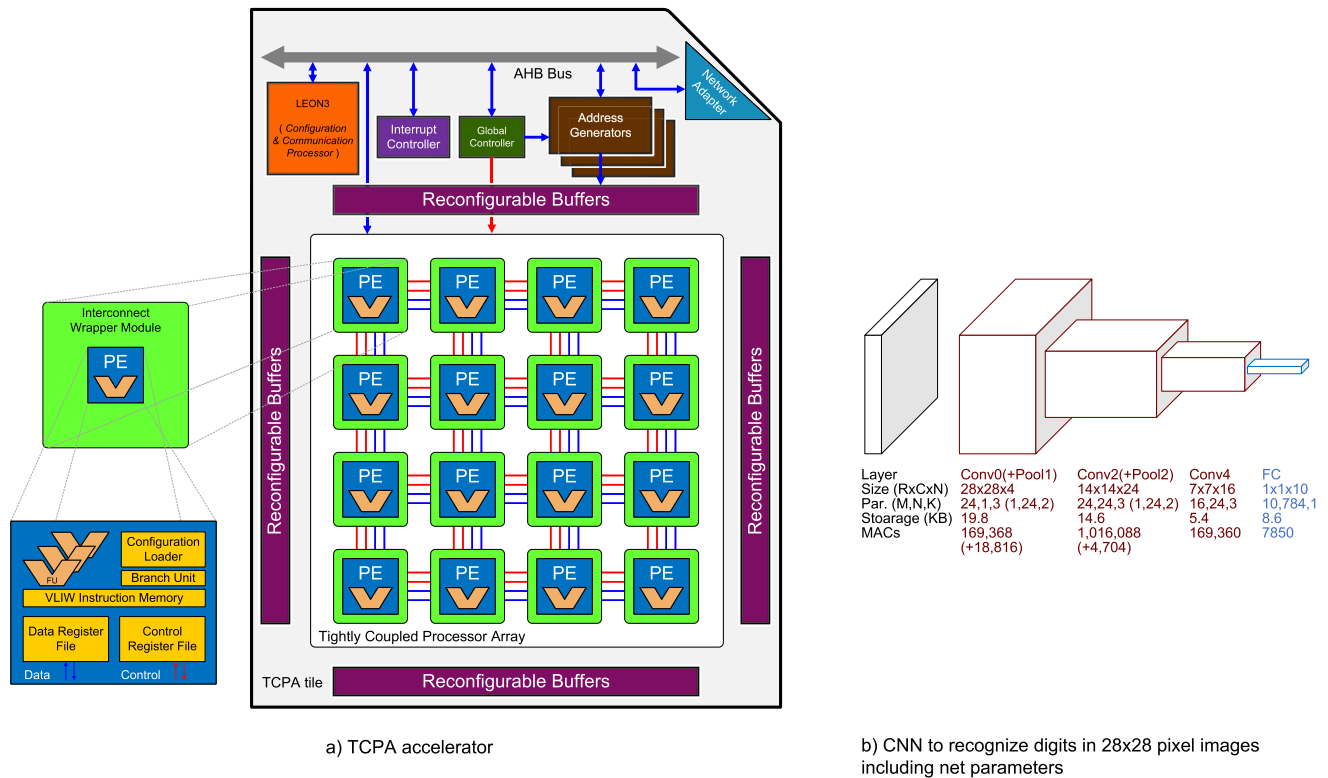 AHB Bus
Network
Adapter
LEON3
( Configuration
& Communication
Processor )
Interrupt
Controller
Global
Controller
Address
Generators
Reconfigurable Buffers
Reconfigurable Buffers
Reconfigurable Buffers
PE PE PE PE
PE PE PE PE
PE PE PE PE
PE PE PE PE
Tightly Coupled Processor Array
TCPA tile
Reconfigurable Buffers
Interconnect
Wrapper Module
PE
FU
Configuration
Loader
Branch Unit
VLIW Instruction Memory
Data Register
File
Control
Register File
Data
Control
a) TCPA accelerator
Layer Conv0(+Pool1) Conv2(+Pool2) Conv4 FC
Size (RxCxN) 28x28x4 14x14x24 7x7x16 1x1x10
Par. (M,N,K) 24,1,3 (1,24,2) 24,24,3 (1,24,2) 16,24,3 10,784,1
Stoarage (KB) 19.8 14.6 5.4 8.6
MACs 169,368 1,016,088 169,360 7850
(+18,816) (+4,704)
b) CNN to recognize digits in 28x28 pixel images
including net parameters